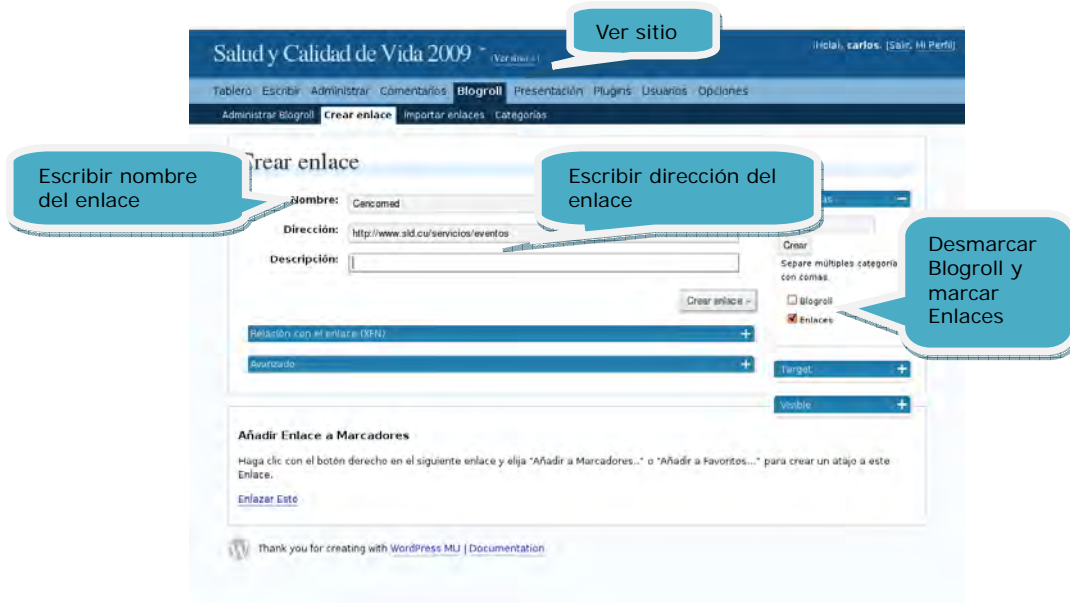 Ver sitio
Salud y Calidad de Vida 2009
carlos. [Salir, Mi Perfil]
Tablero Escribir Administrar Comentarios Blogroll Presentación Plugins Usuarios Opciones
Administrar Blogroll Crear enlace Importar enlaces Categorías
Crear enlace
Escribir nombre
del enlace
Escribir dirección del
enlace
Nombre: Cencomed
Dirección: http://www.sld.cu/servicios/eventos
Descripción:
Crear
Separe múltiples categoría
con comas.
Blogroll
Enlaces
Desmarcar
Blogroll y
marcar
Enlaces
Crear enlace »
Relación con el enlace (XFN)
Avanzado
Target
Visible
Añadir Enlace a Marcadores
Haga clic con el botón derecho en el siguiente enlace y elija "Añadir a Marcadores.." o "Añadir a Favoritos..." para crear un atajo a este
Enlace.
Enlazar Esto
Thank you for creating with WordPress MU | Documentation